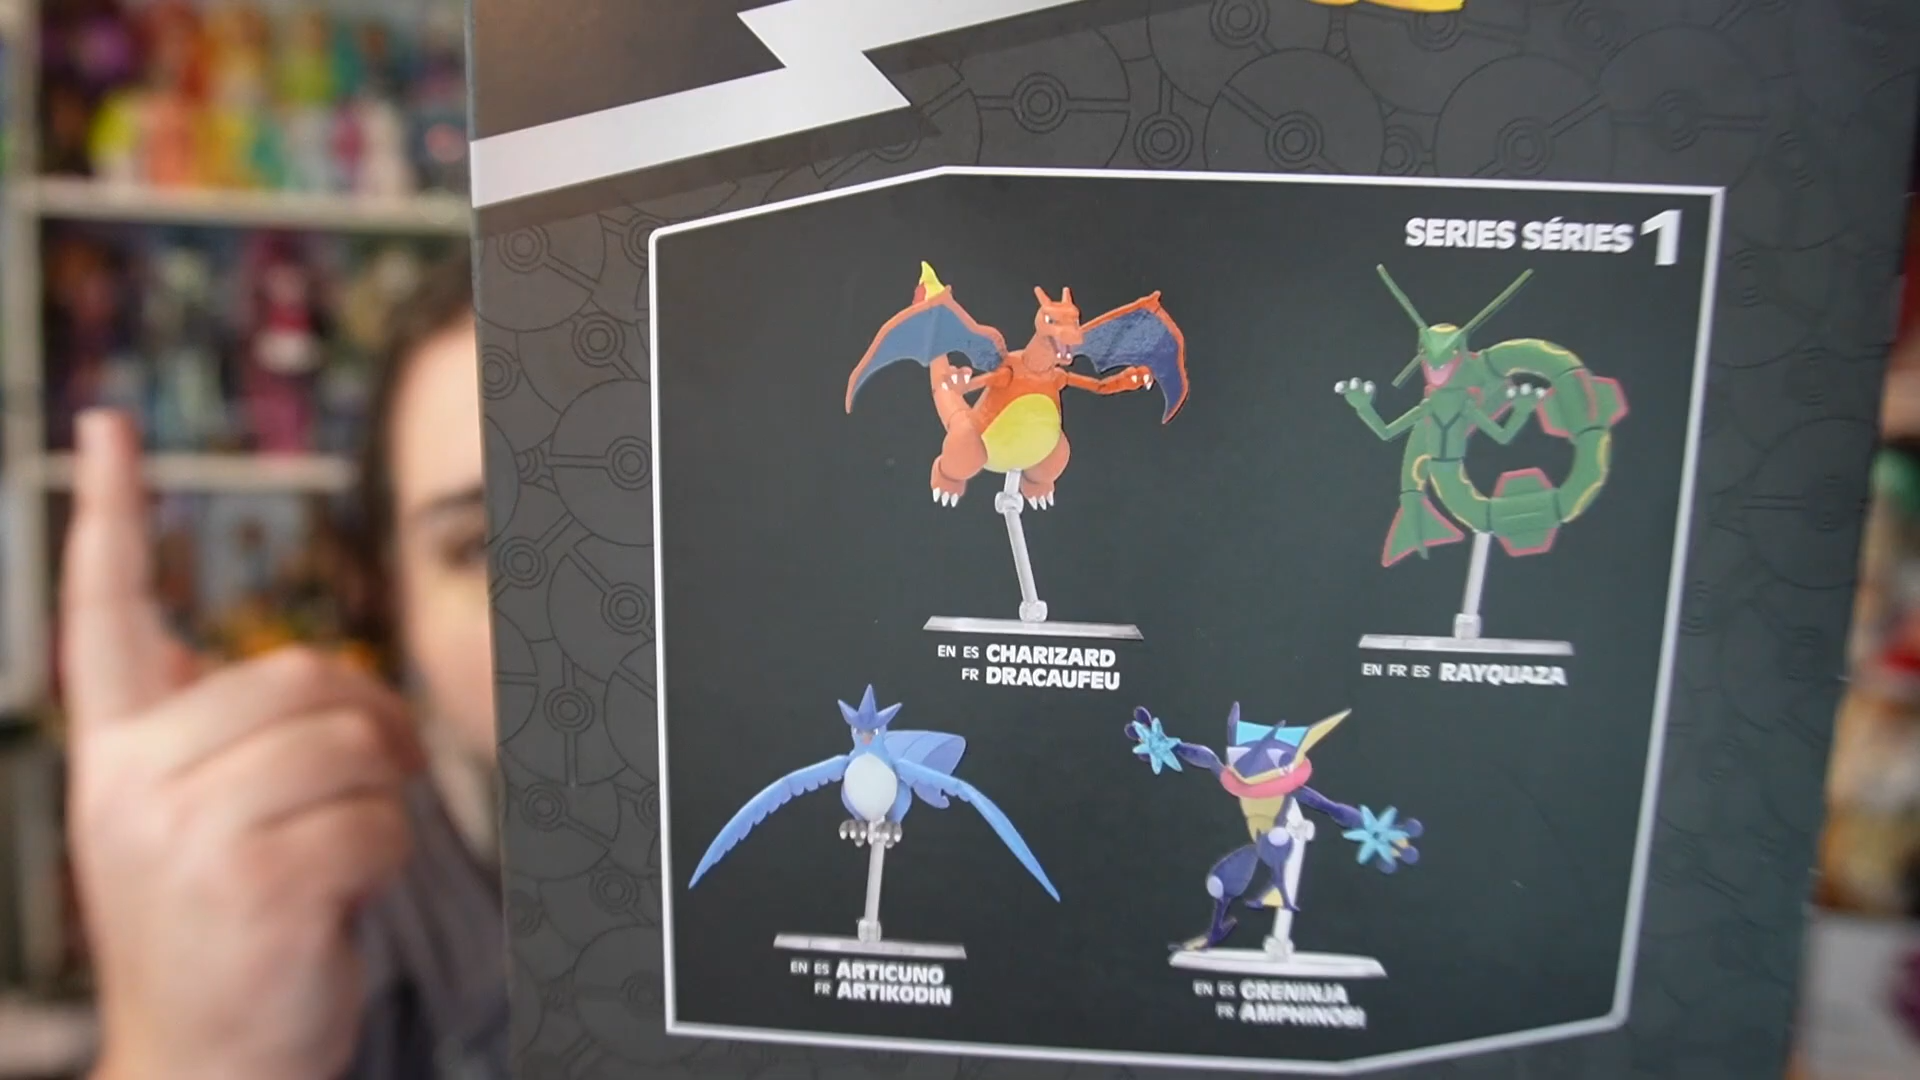 SERIES SÉRIES 1
EN ES CHARIZARD
FR DRACAUFEU
EN FR ES RAYQUAZA
EN ES ARTICUNO
FR ARTIKODIN
EN ES GRENINJA
FR AMPHINOBI